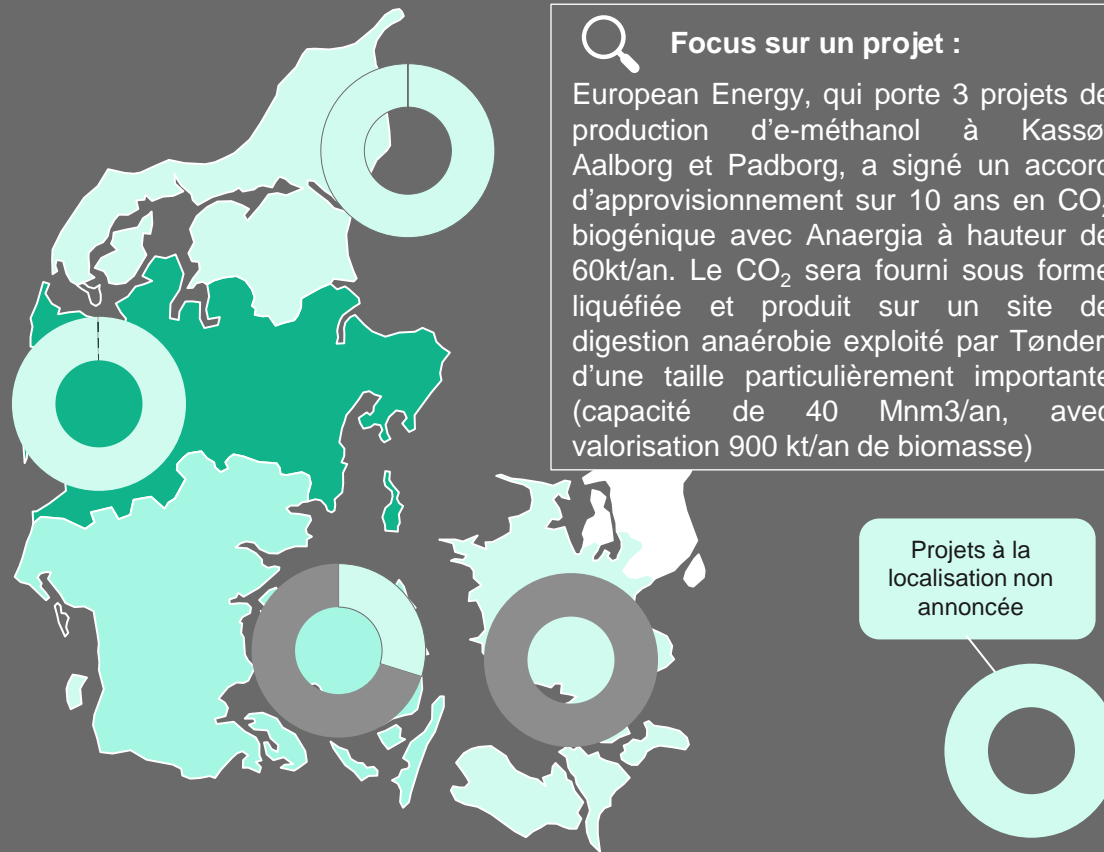 Focus sur un projet :
European Energy, qui porte 3 projets de
production d'e-méthanol à Kassø
Aalborg et Padborg, a signé un accord
d'approvisionnement sur 10 ans en CO₂
biogénique avec Anaergia à hauteur de
60kt/an. Le CO₂ sera fourni sous forme
liquéfiée et produit sur un site de
digestion anaérobie exploité par Tønder
d'une taille particulièrement importante
(capacité de 40 Mnm3/an, avec
valorisation 900 kt/an de biomasse)
Projets à la
localisation non
annoncée